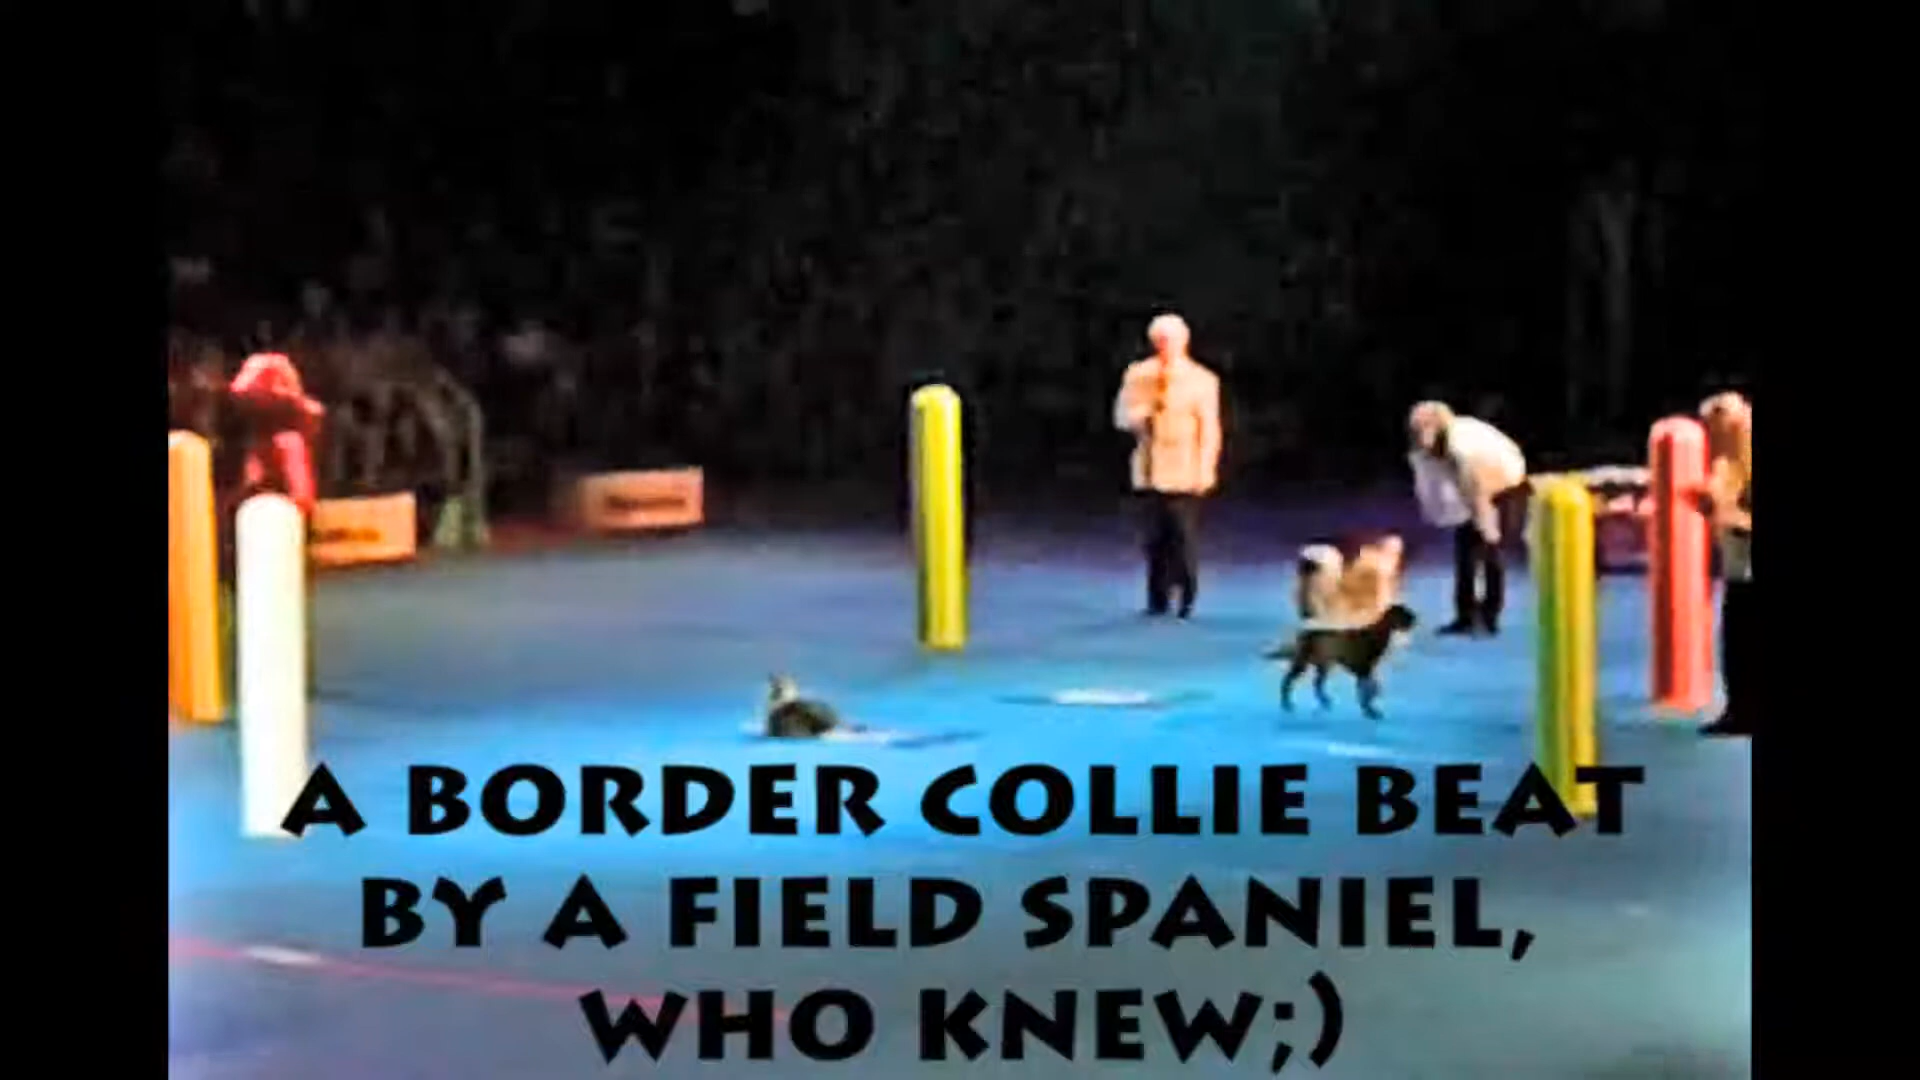 A BORDER COLLIE BEAT
BY A FIELD SPANIEL,
WHO KNEW;)